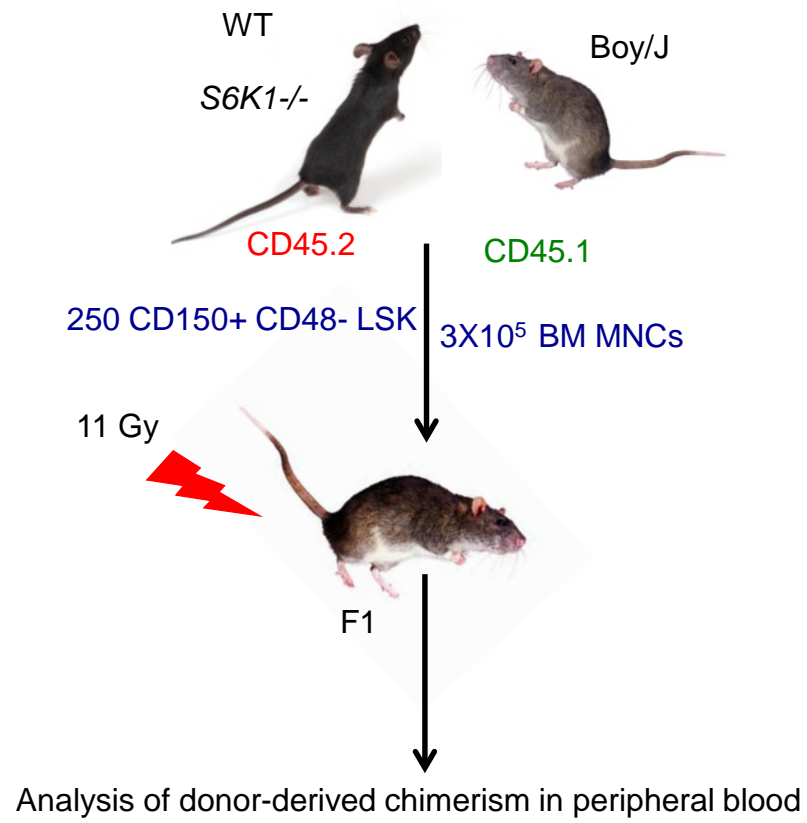 WT
Boy/J
S6K1-/-
CD45.2
CD45.1
250 CD150+ CD48- LSK
3X10⁵ BM MNCs
11 Gy
F1
Analysis of donor-derived chimerism in peripheral blood